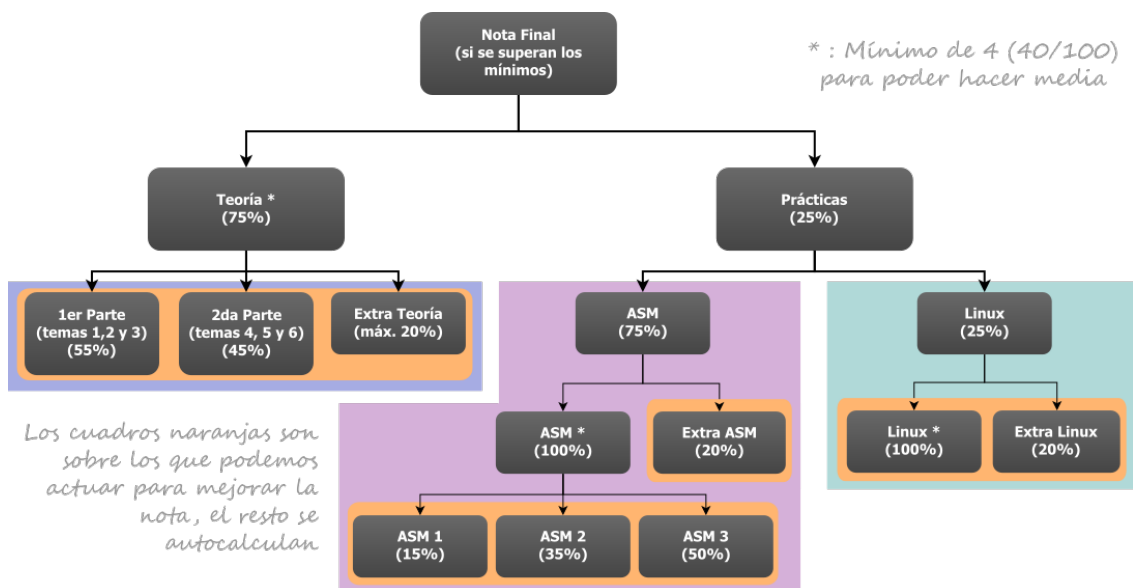 Nota Final
(si se superan los
mínimos)
* : Mínimo de 4 (40/100)
para poder hacer media
Teoría *
(75%)
Prácticas
(25%)
1er Parte
(temas 1,2 y 3)
(55%)
2da Parte
(temas 4, 5 y 6)
(45%)
Extra Teoría
(máx. 20%)
ASM
(75%)
Linux
(25%)
Los cuadros naranjas son
sobre los que podemos
actuar para mejorar la
nota, el resto se
autocalculan
ASM *
(100%)
Extra ASM
(20%)
Linux *
(100%)
Extra Linux
(20%)
ASM 1
(15%)
ASM 2
(35%)
ASM 3
(50%)